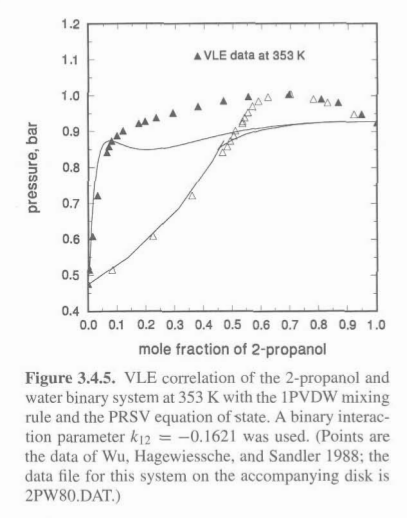 1.2
1.1
1.0
0.9
0.8
0.7
0.6
0.5
0.4
pressure, bar
▲VLE data at 353 K
0.0 0.1 0.2 0.3 0.4 0.5 0.6 0.7 0.8 0.9 1.0
mole fraction of 2-propanol
Figure 3.4.5. VLE correlation of the 2-propanol and
water binary system at 353 K with the 1PVDW mixing
rule and the PRSV equation of state. A binary interac-
tion parameter k₁₂ = −0.1621 was used. (Points are
the data of Wu, Hagewiessche, and Sandler 1988; the
data file for this system on the accompanying disk is
2PW80.DAT.)